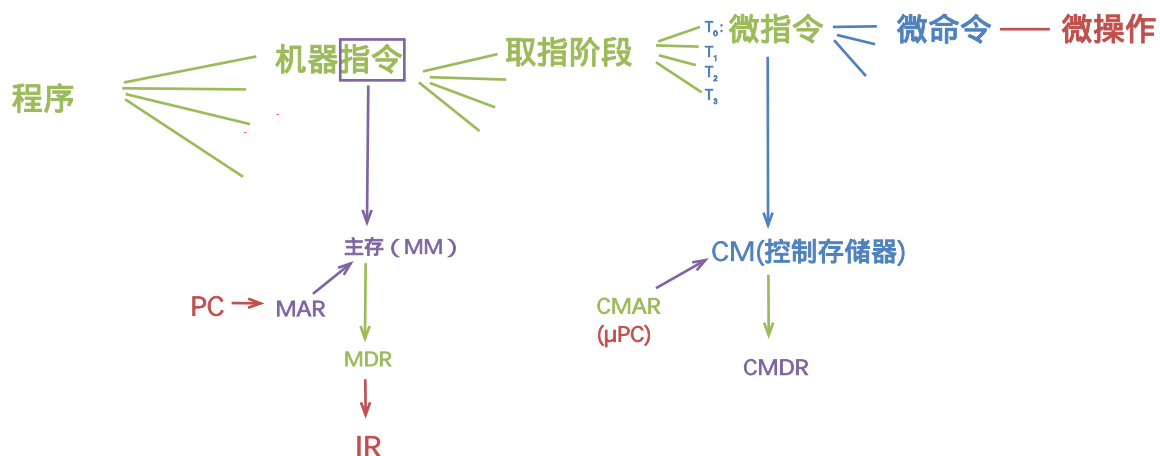 程序
机器指令
取指阶段
T0:
T1
T2
T3
微指令
微命令
微操作
主存（MM）
PC
MAR
MDR
IR
CM(控制存储器)
CMAR
(μPC)
CMDR